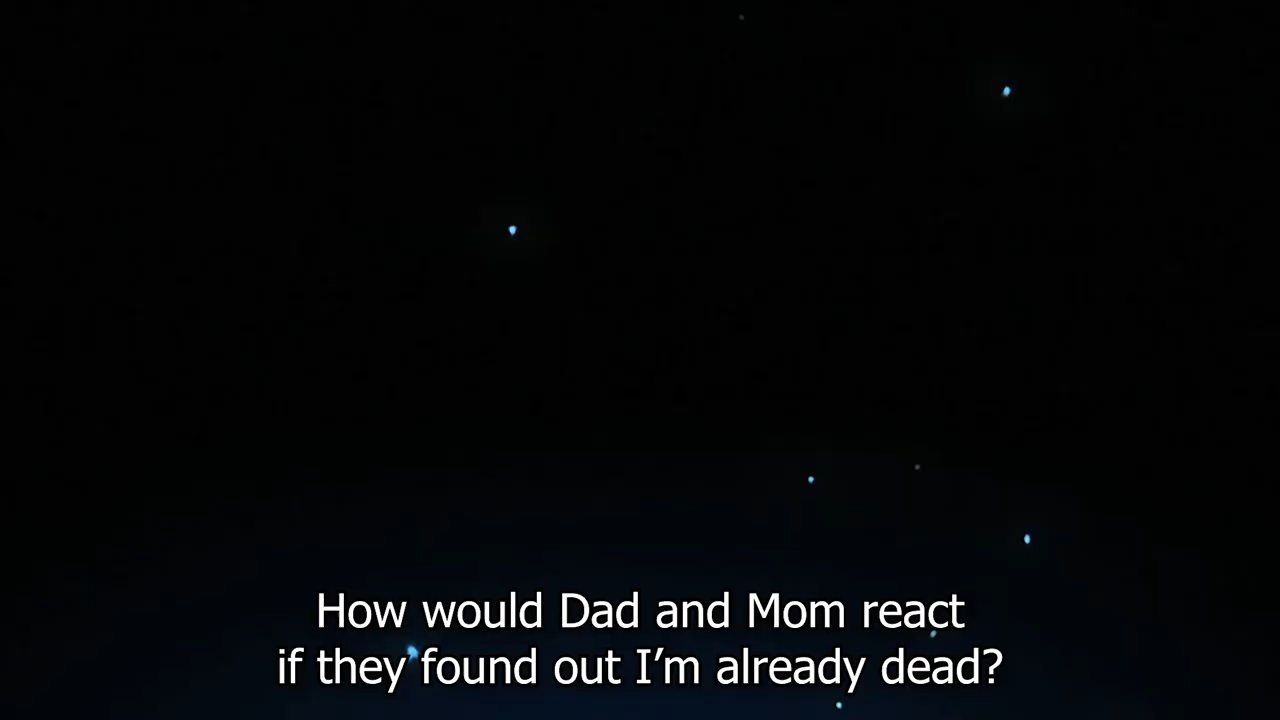 How would Dad and Mom react
if they found out I’m already dead?